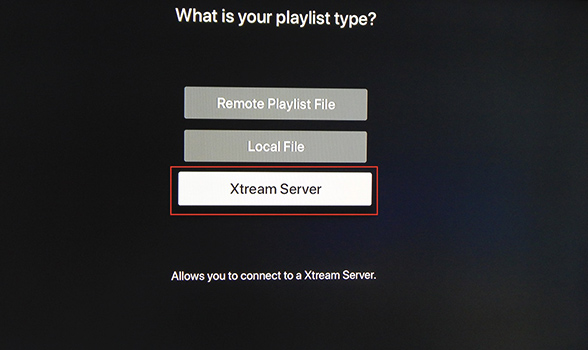 What is your playlist type?
Remote Playlist File
Local File
Xtream Server
Allows you to connect to a Xtream Server.